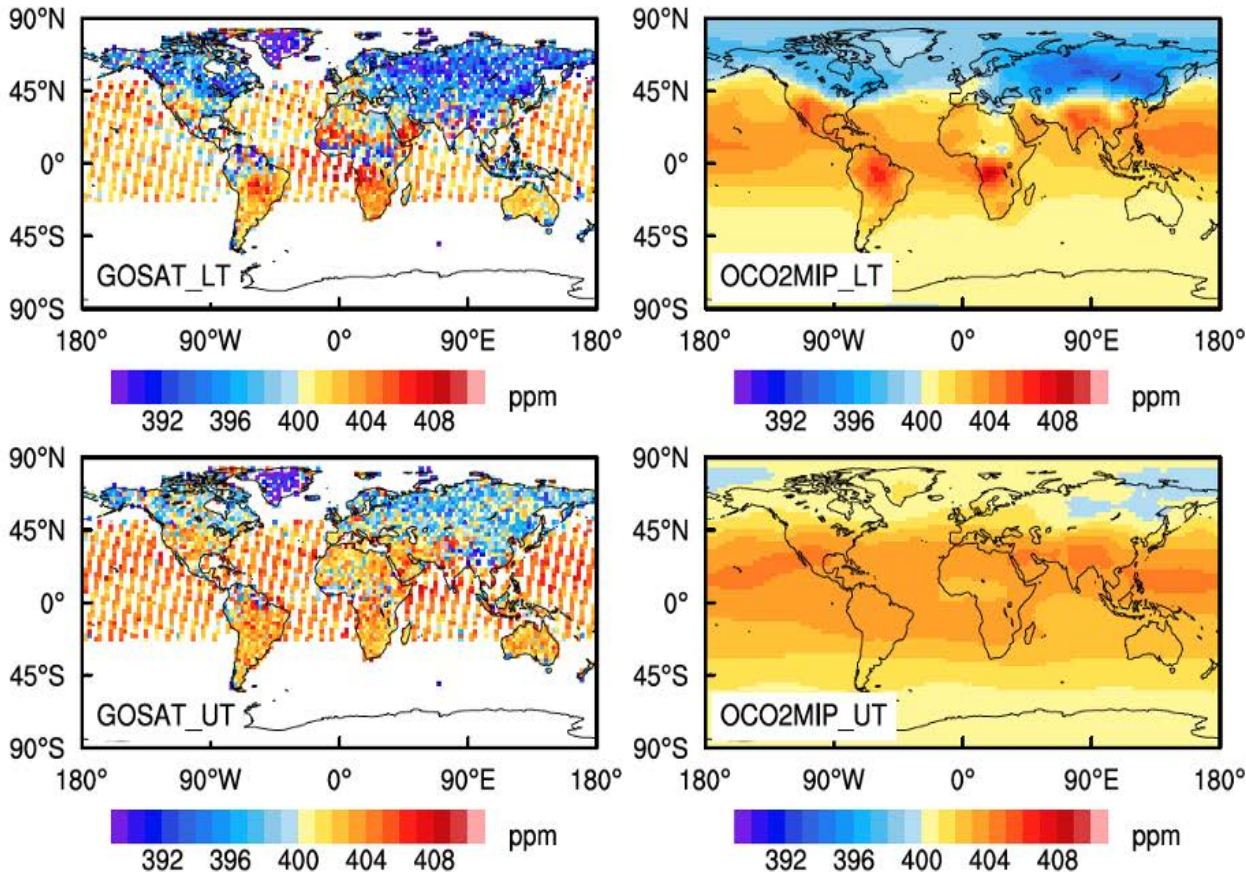 90°N 90°N
45°N 45°N
0° 0°
45°S 45°S
GOSAT_LT OCO2MIP_LT
90°S 90°S
180° 90°W 0° 90°E 180° 180° 90°W 0° 90°E 180°
ppm ppm
392 396 400 404 408 392 396 400 404 408
90°N 90°N
45°N 45°N
0° 0°
45°S 45°S
GOSAT_UT OCO2MIP_UT
90°S 90°S
180° 90°W 0° 90°E 180° 180° 90°W 0° 90°E 180°
ppm ppm
392 396 400 404 408 392 396 400 404 408